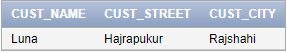 CUST_NAME CUST_STREET CUST_CITY
Luna Hajrapukur Rajshahi